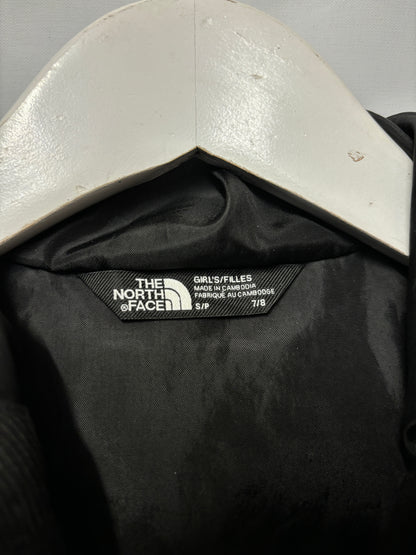 THE
NORTH
FACE®
GIRL'S/FILLES
MADE IN CAMBODIA
FABRIQUÉ AU CAMBODGE
S/P 7/8